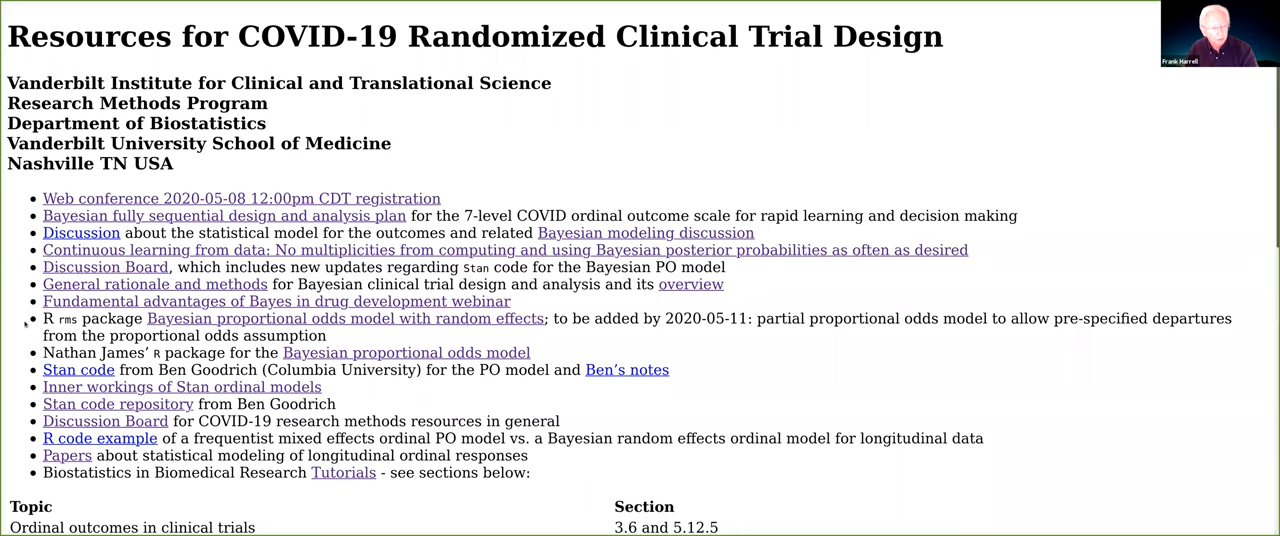 Resources for COVID-19 Randomized Clinical Trial Design
Frank Harrell
Vanderbilt Institute for Clinical and Translational Science
Research Methods Program
Department of Biostatistics
Vanderbilt University School of Medicine
Nashville TN USA
Web conference 2020-05-08 12:00pm CDT registration
Bayesian fully sequential design and analysis plan for the 7-level COVID ordinal outcome scale for rapid learning and decision making
Discussion about the statistical model for the outcomes and related Bayesian modeling discussion
Continuous learning from data: No multiplicities from computing and using Bayesian posterior probabilities as often as desired
Discussion Board, which includes new updates regarding Stan code for the Bayesian PO model
General rationale and methods for Bayesian clinical trial design and analysis and its overview
Fundamental advantages of Bayes in drug development webinar
R rms package Bayesian proportional odds model with random effects; to be added by 2020-05-11: partial proportional odds model to allow pre-specified departures
from the proportional odds assumption
Nathan James’ R package for the Bayesian proportional odds model
Stan code from Ben Goodrich (Columbia University) for the PO model and Ben’s notes
Inner workings of Stan ordinal models
Stan code repository from Ben Goodrich
Discussion Board for COVID-19 research methods resources in general
R code example of a frequentist mixed effects ordinal PO model vs. a Bayesian random effects ordinal model for longitudinal data
Papers about statistical modeling of longitudinal ordinal responses
Biostatistics in Biomedical Research Tutorials - see sections below:
Topic Section
Ordinal outcomes in clinical trials 3.6 and 5.12.5